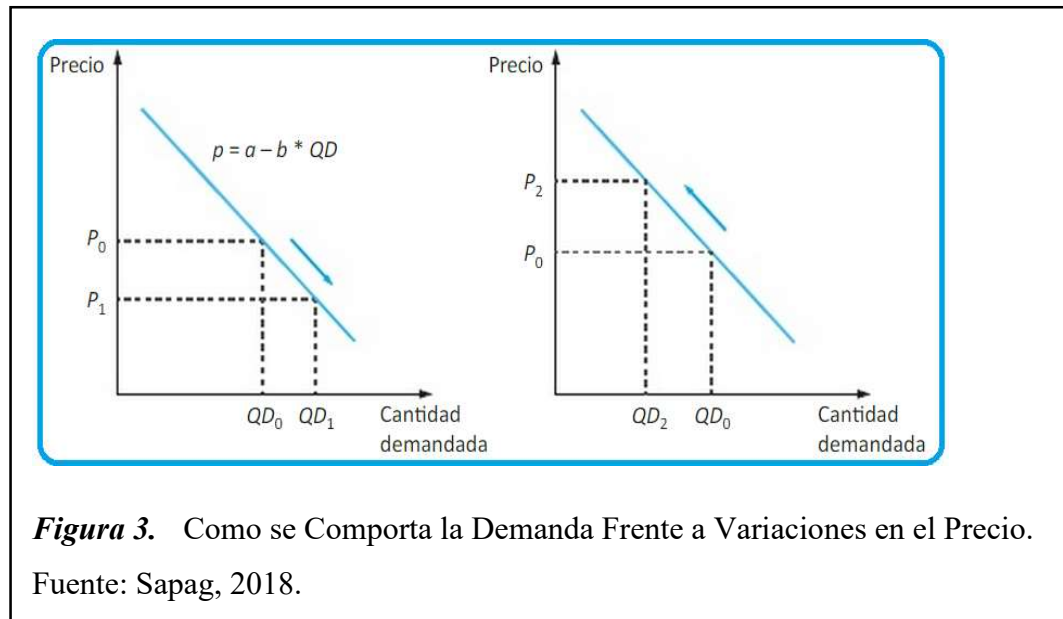 Precio
p = a – b * QD
P0
P1
QD0 QD1 Cantidad
demandada
Precio
P2
P0
QD2 QD0 Cantidad
demandada
Figura 3. Como se Comporta la Demanda Frente a Variaciones en el Precio.
Fuente: Sapag, 2018.